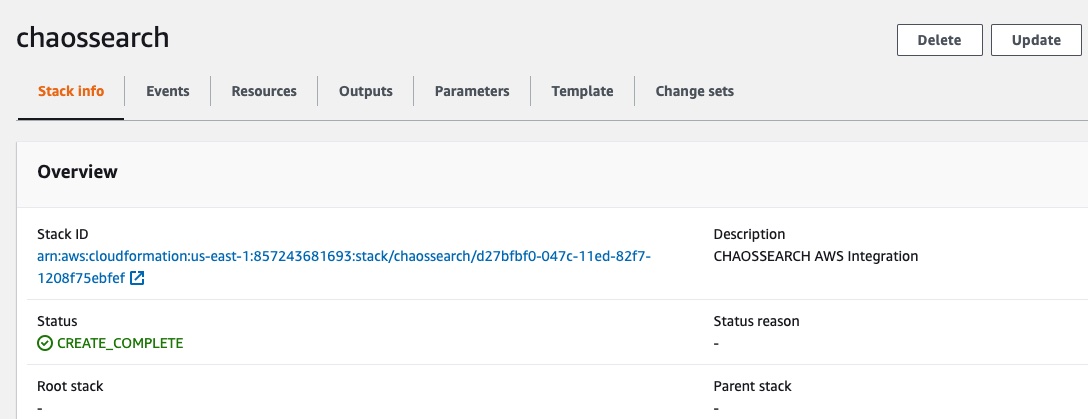 chaossearch
Delete
Update
Stack info
Events
Resources
Outputs
Parameters
Template
Change sets
Overview
Stack ID
arn:aws:cloudformation:us-east-1:857243681693:stack/chaossearch/d27bfbf0-047c-11ed-82f7-
1208f75ebfef
Description
CHAOSSEARCH AWS Integration
Status
CREATE_COMPLETE
Status reason
-
Root stack
-
Parent stack
-